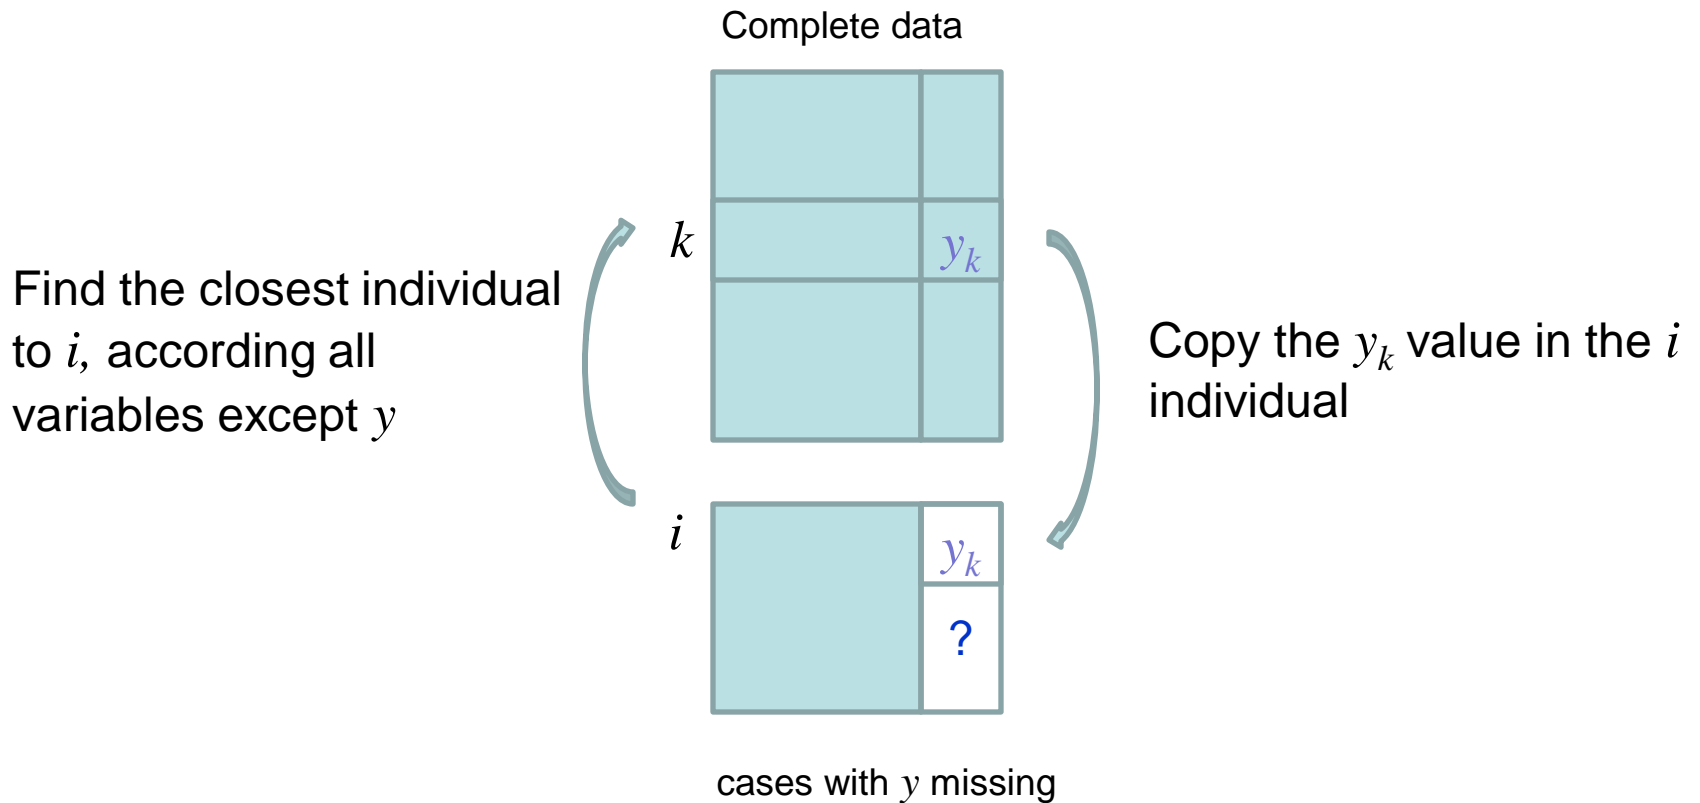 Complete data
k
y_k
Find the closest individual
to i, according all
variables except y
Copy the y_k value in the i
individual
i
y_k
?
cases with y missing